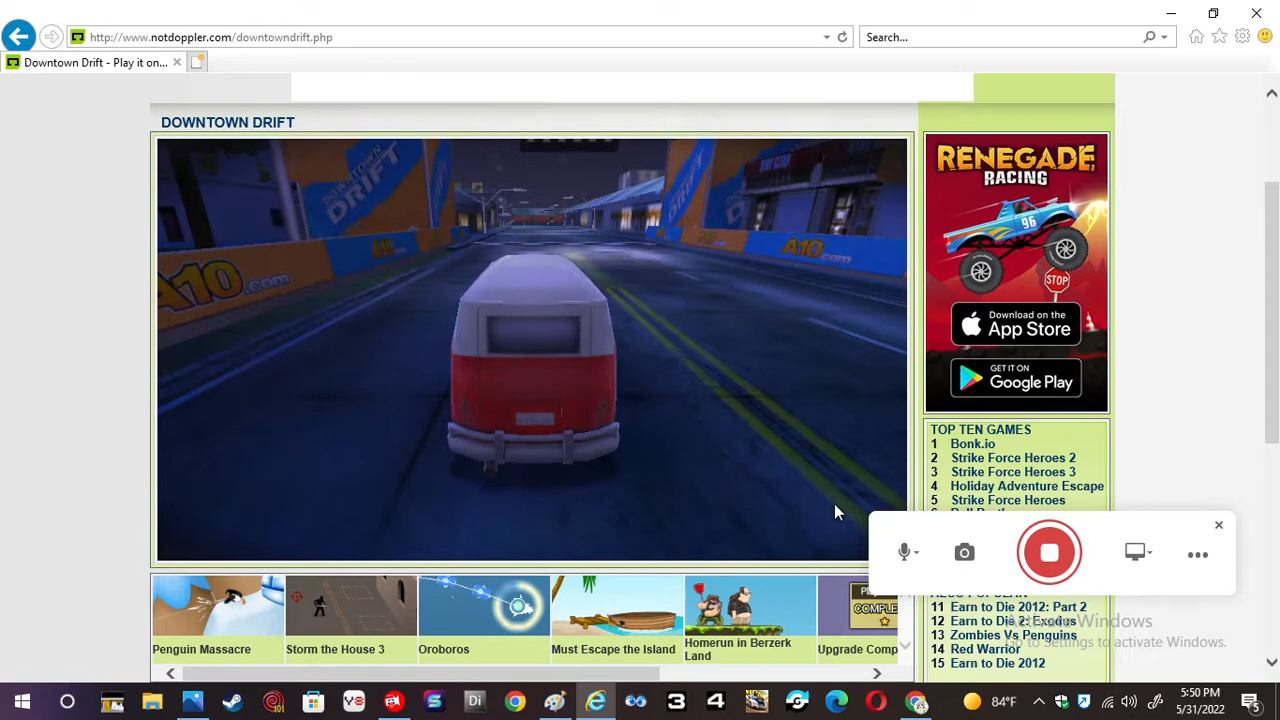 http://www.notdoppler.com/downtowndrift.php
Search...
Downtown Drift - Play it on...
DOWNTOWN DRIFT
DOWNTOWN
DRIFT
DRIFT
A10.com
A10.com
RENEGADE
RACING
96
STOP
Download on the
App Store
GET IT ON
Google Play
TOP TEN GAMES
1 Bonk.io
2 Strike Force Heroes 2
3 Strike Force Heroes 3
4 Holiday Adventure Escape
5 Strike Force Heroes
11 Earn to Die 2012: Part 2
12 Earn to Die 2: Exodus
13 Zombies Vs Penguins
14 Red Warrior
15 Earn to Die 2012
Penguin Massacre
Storm the House 3
Oroboros
Must Escape the Island
Homerun in Berzerk
Land
Upgrade Comp
COMPLE
Activate Windows
Go to Settings to activate Windows.
84°F
5:50 PM
5/31/2022
5